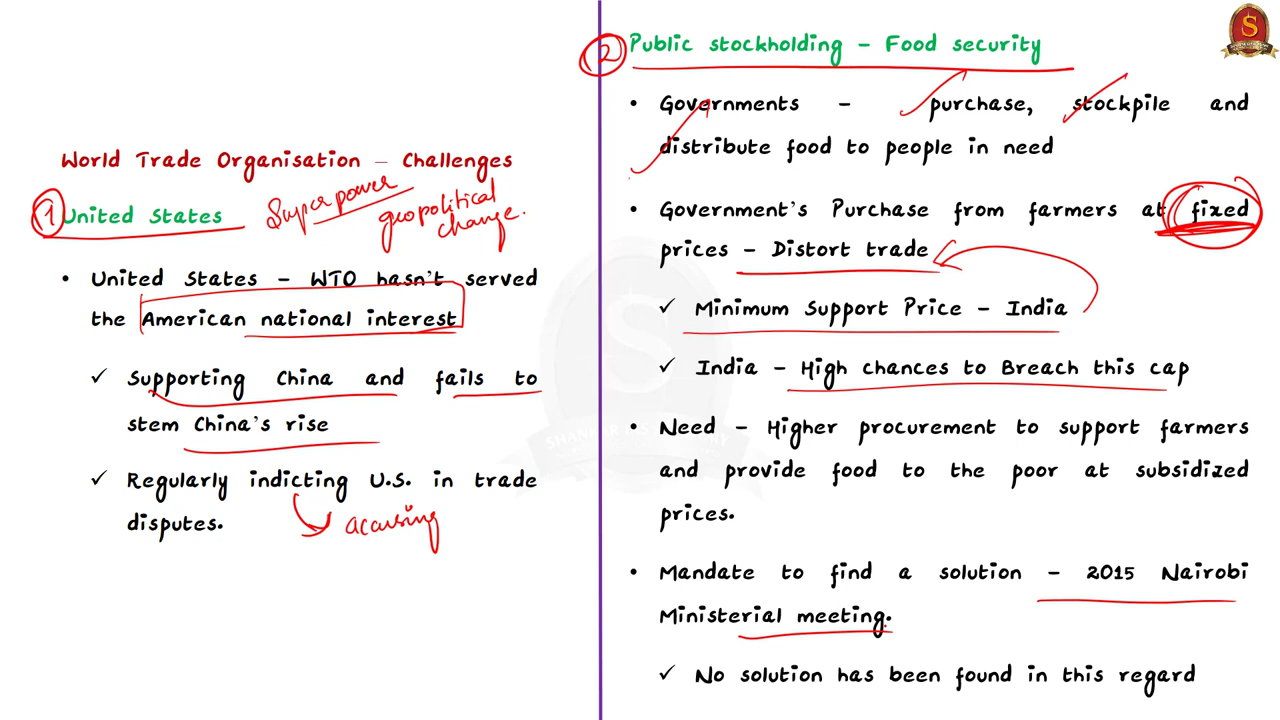 World Trade Organisation – Challenges
1 United States
Superpower
geopolitical
change.
• United States – WTO hasn't served
the American national interest
✓ Supporting China and fails to
stem China's rise
✓ Regularly indicting U.S. in trade
disputes.
acausing
2 Public stockholding – Food security
• Governments – purchase, stockpile and
distribute food to people in need
• Government's Purchase from farmers at fixed
prices – Distort trade
✓ Minimum Support Price – India
✓ India – High chances to Breach this cap
• Need – Higher procurement to support farmers
and provide food to the poor at subsidized
prices.
• Mandate to find a solution – 2015 Nairobi
Ministerial meeting.
✓ No solution has been found in this regard
S